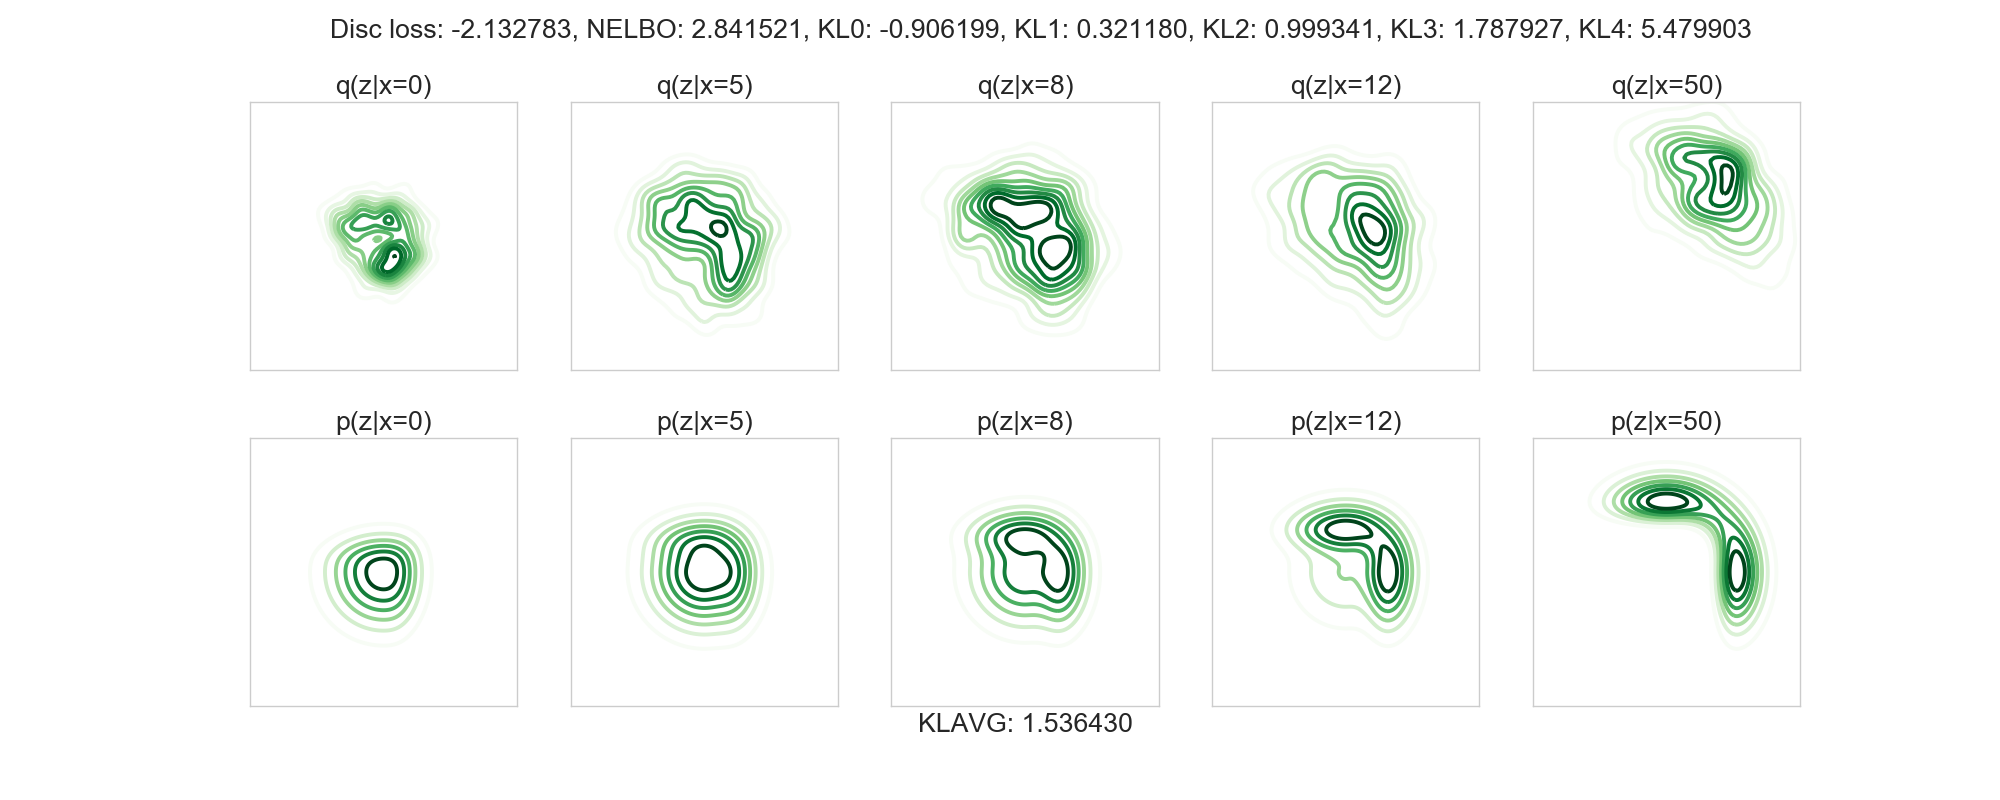 Disc loss: -2.132783, NELBO: 2.841521, KL0: -0.906199, KL1: 0.321180, KL2: 0.999341, KL3: 1.787927, KL4: 5.479903
q(z|x=0) q(z|x=5) q(z|x=8) q(z|x=12) q(z|x=50)
p(z|x=0) p(z|x=5) p(z|x=8) p(z|x=12) p(z|x=50)
KLAVG: 1.536430